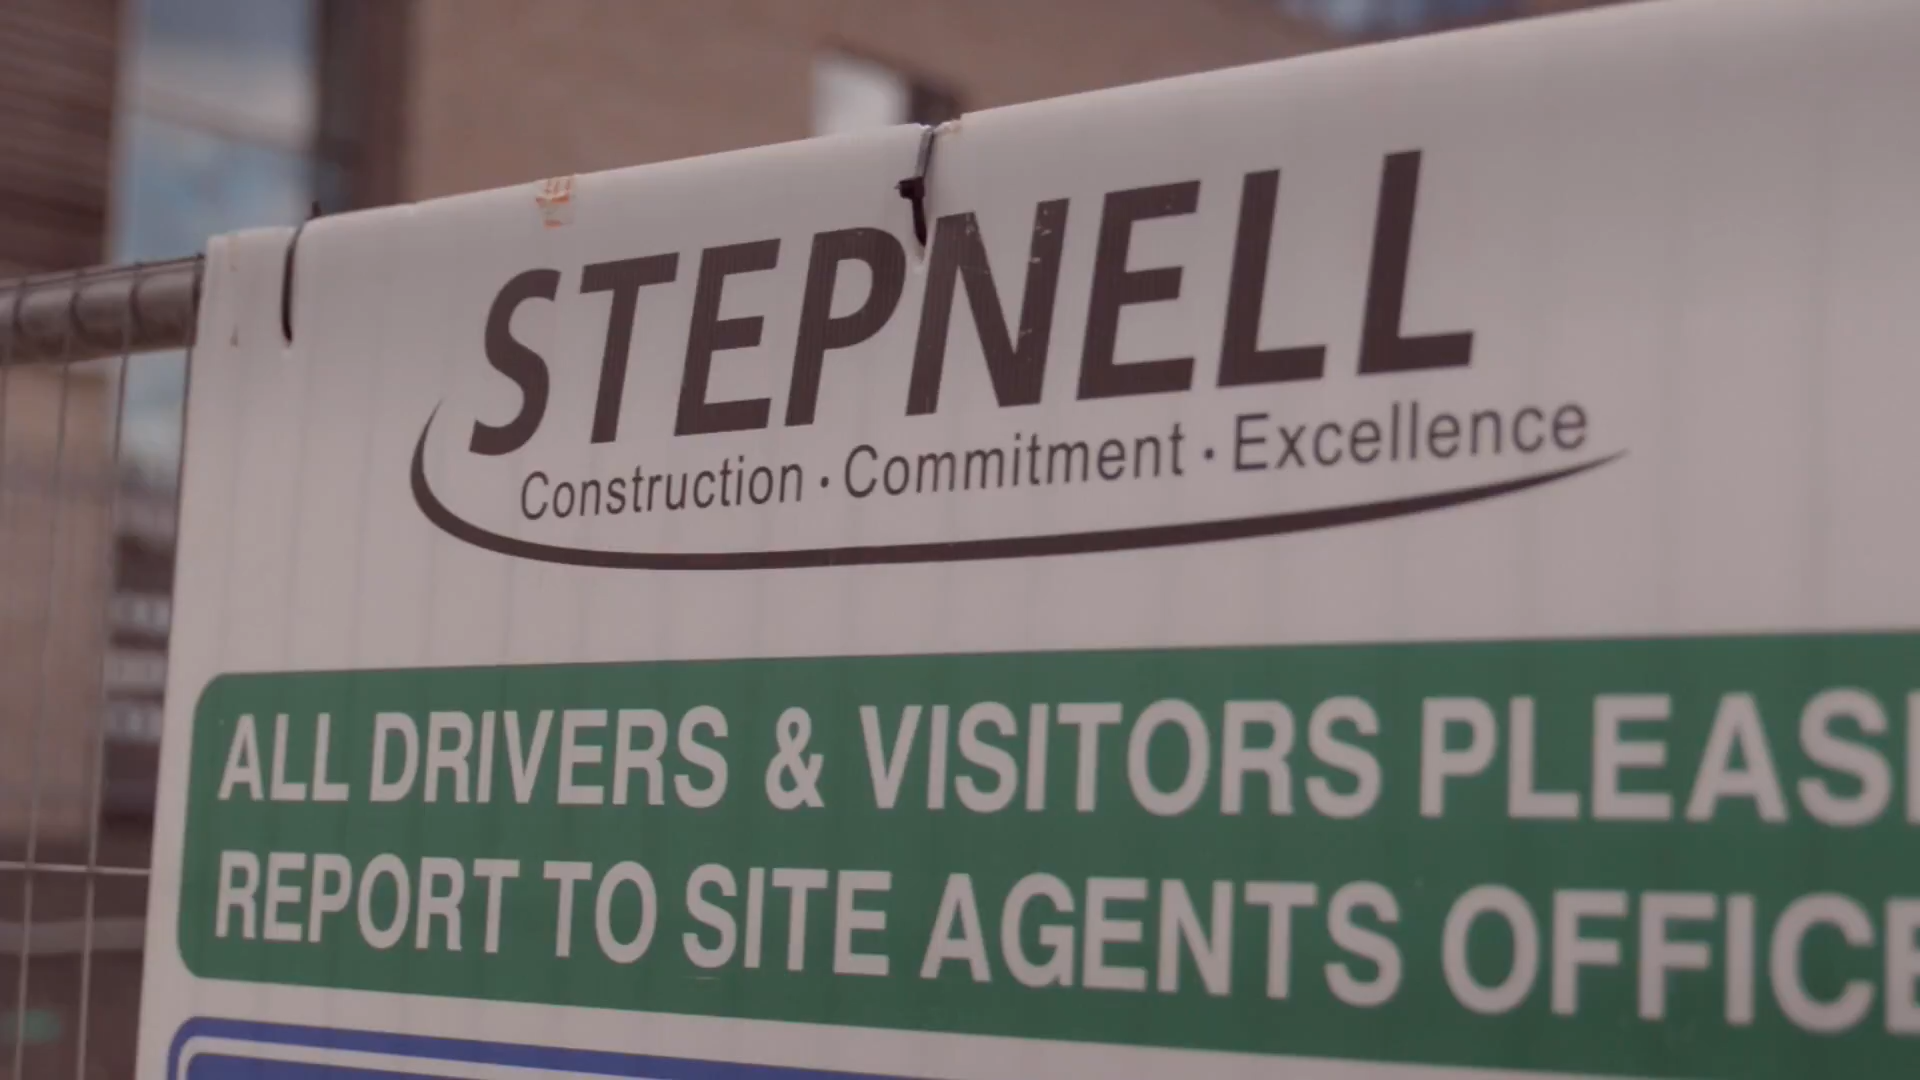 STEPNELL
Construction · Commitment · Excellence
ALL DRIVERS & VISITORS PLEASE
REPORT TO SITE AGENTS OFFICE